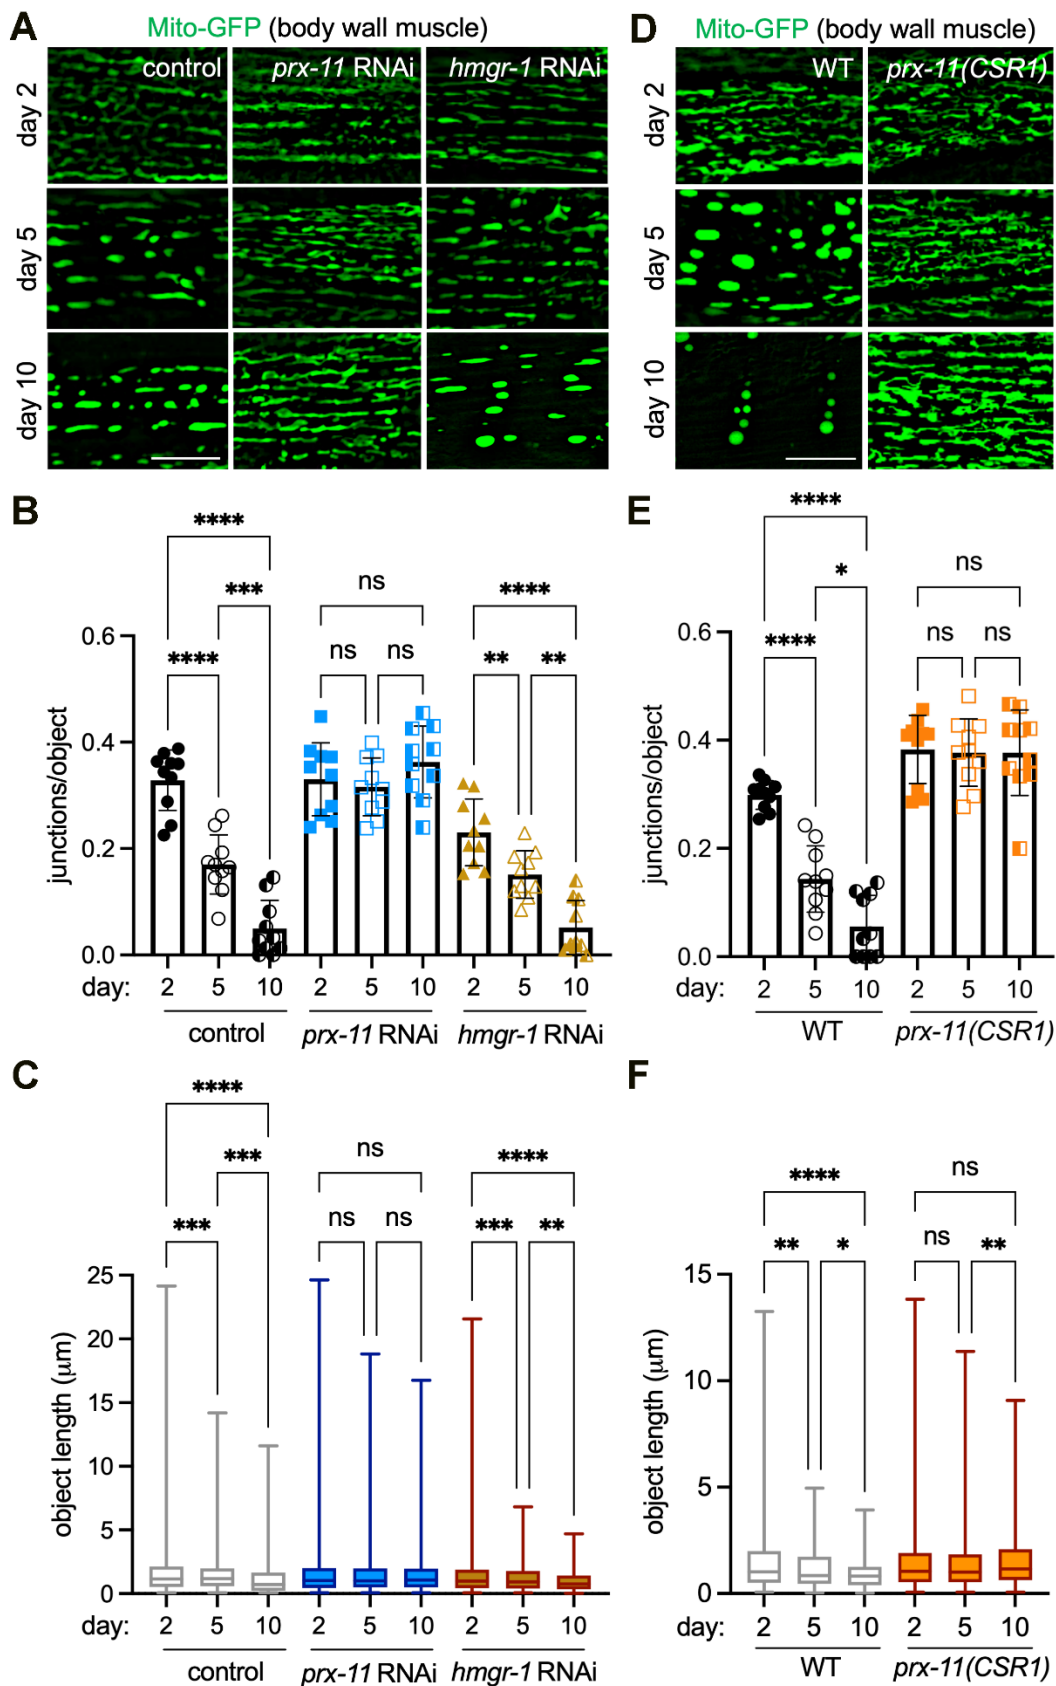 A
Mito-GFP (body wall muscle)
control
prx-11 RNAi
hmgr-1 RNAi
day 2
day 5
day 10
D
Mito-GFP (body wall muscle)
WT
prx-11(CSR1)
day 2
day 5
day 10
B
**** 
*** ns ****
**** ns ns ** **
junctions/object
0.6
0.4
0.2
0.0
day: 2 5 10 2 5 10 2 5 10
control prx-11 RNAi hmgr-1 RNAi
E
****
* ns
**** ns ns
junctions/object
0.6
0.4
0.2
0.0
day: 2 5 10 2 5 10
WT prx-11(CSR1)
C
****
*** ns ****
*** ns ns *** **
object length (μm)
25
20
15
10
5
0
day: 2 5 10 2 5 10 2 5 10
control prx-11 RNAi hmgr-1 RNAi
F
**** ns
** * ns **
object length (μm)
15
10
5
0
day: 2 5 10 2 5 10
WT prx-11(CSR1)